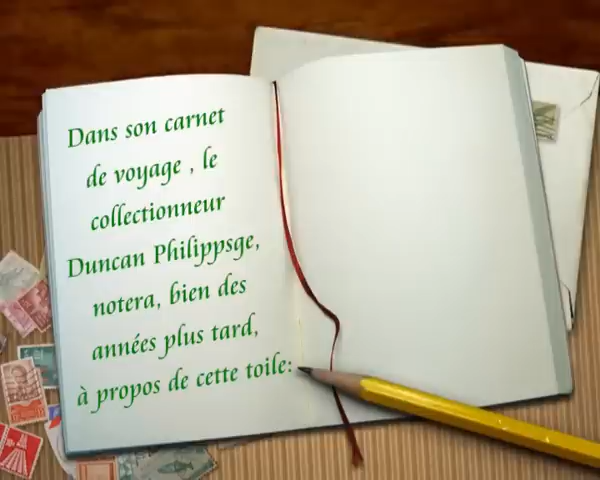 Dans son carnet
de voyage , le
collectionneur
Duncan Philippsge,
notera, bien des
années plus tard,
à propos de cette toile: